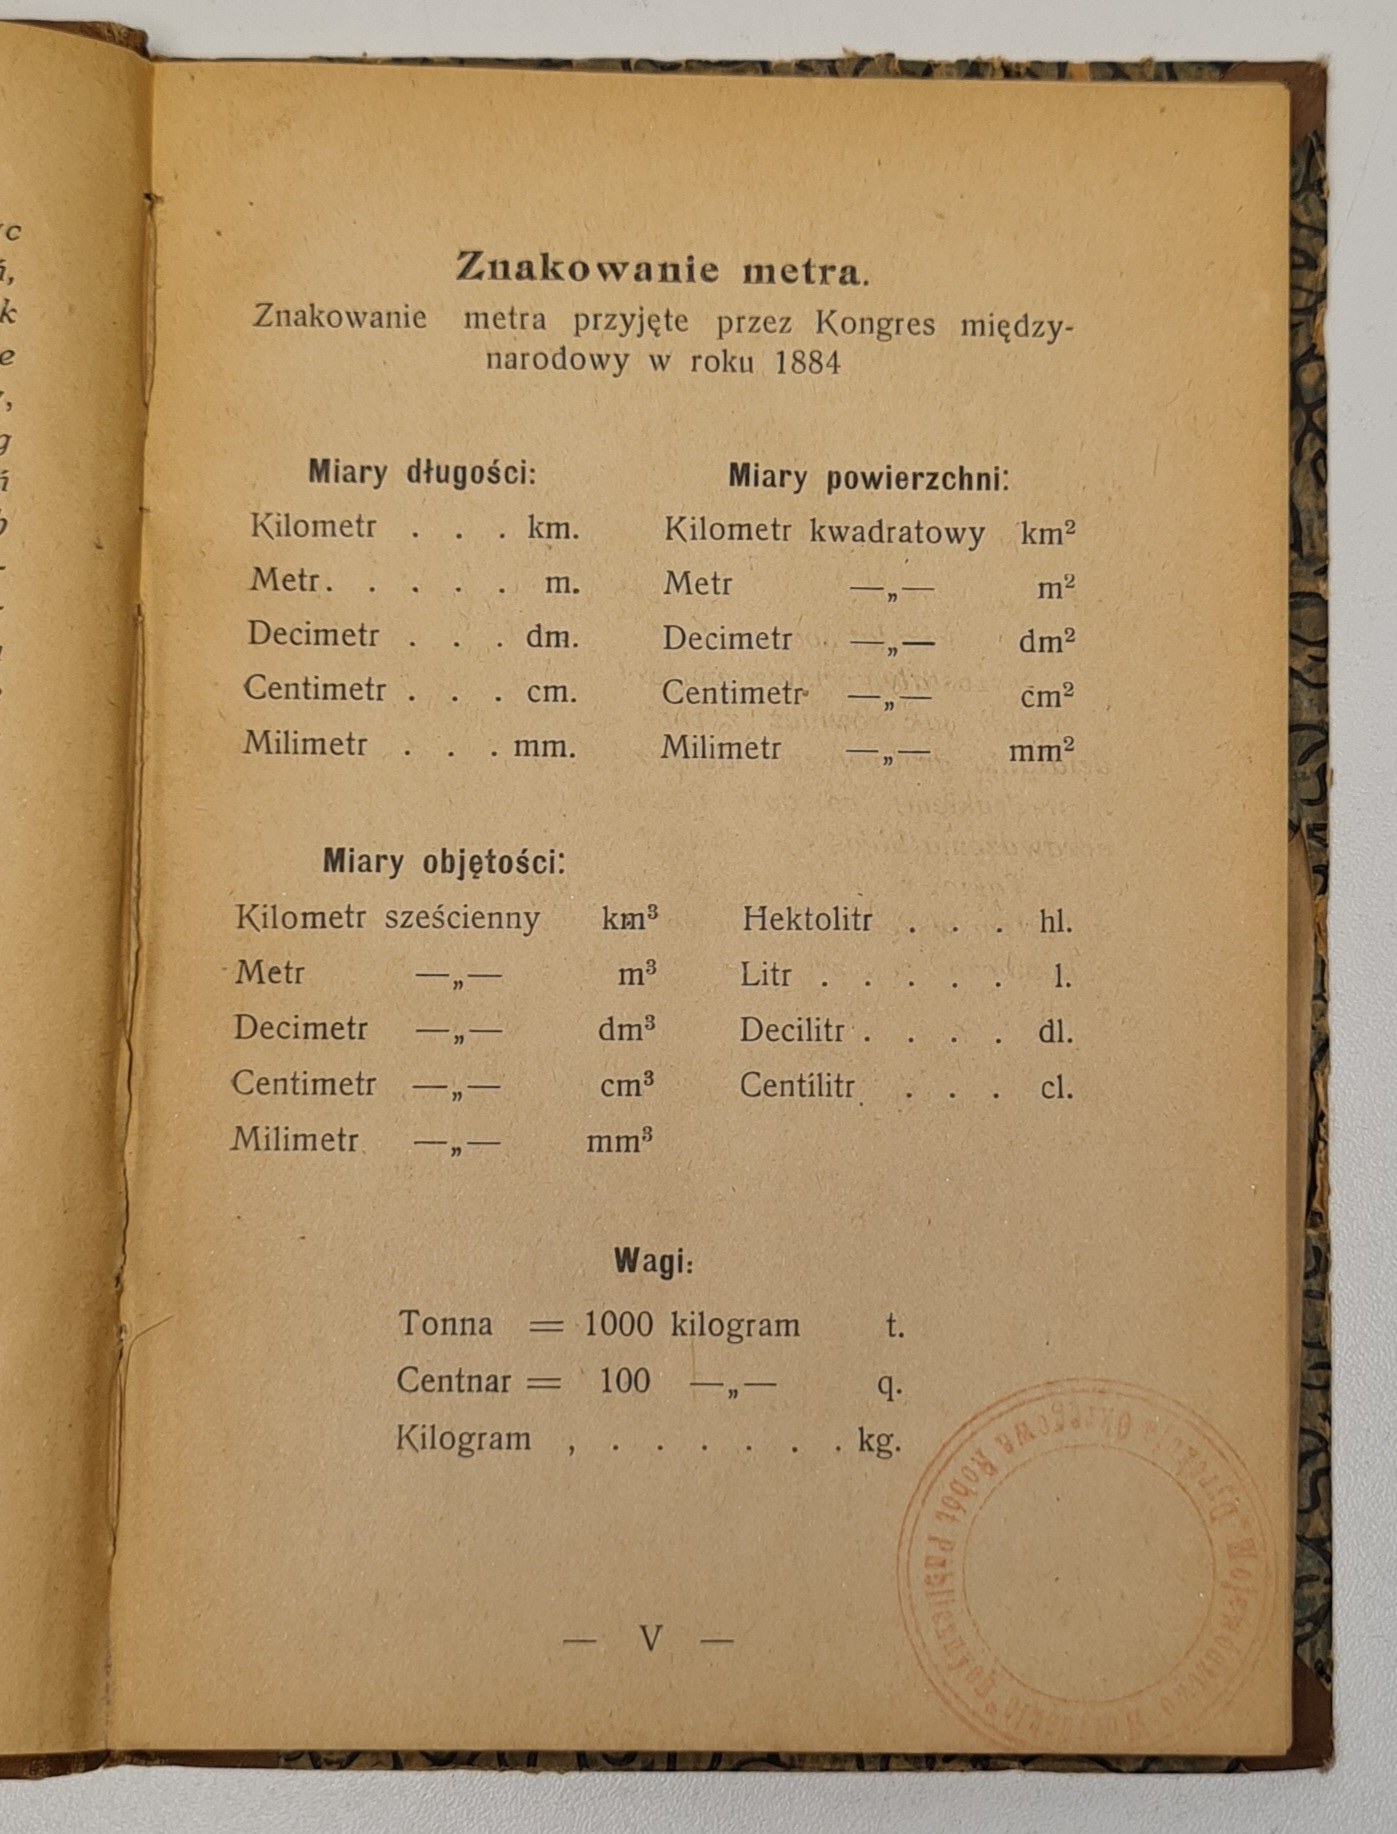 Znakowanie metra.
Znakowanie metra przyjęte przez Kongres między-
narodowy w roku 1884
Miary długości:
Kilometr . . . km.
Metr. . . . . m.
Decimetr . . . dm.
Centimetr . . . cm.
Milimetr . . . mm.
Miary powierzchni:
Kilometr kwadratowy km²
Metr —„— m²
Decimetr —„— dm²
Centimetr —„— cm²
Milimetr —„— mm²
Miary objętości:
Kilometr sześcienny km³
Metr —„— m³
Decimetr —„— dm³
Centimetr —„— cm³
Milimetr —„— mm³
Hektolitr . . . hl.
Litr . . . . . l.
Decilitr . . . . dl.
Centilitr . . . cl.
Wagi:
Tonna = 1000 kilogram t.
Centnar = 100 —„— q.
Kilogram , . . . . . . kg.
— V —